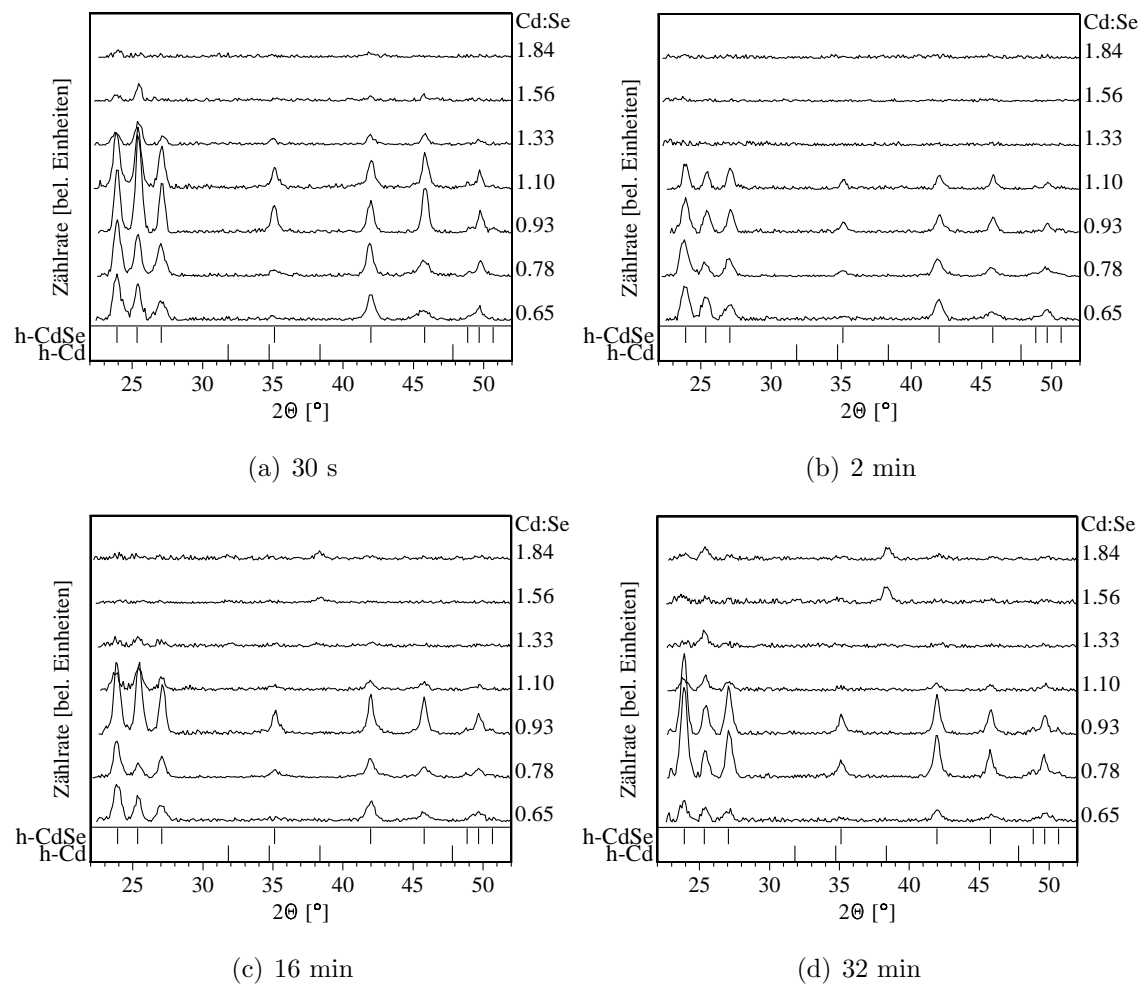 Cd:Se
1.84
1.56
1.33
1.10
0.93
0.78
0.65
Zählrate [bel. Einheiten]
h-CdSe
h-Cd
25 30 35 40 45 50
2Θ [°]
(a) 30 s
Cd:Se
1.84
1.56
1.33
1.10
0.93
0.78
0.65
Zählrate [bel. Einheiten]
h-CdSe
h-Cd
25 30 35 40 45 50
2Θ [°]
(b) 2 min
Cd:Se
1.84
1.56
1.33
1.10
0.93
0.78
0.65
Zählrate [bel. Einheiten]
h-CdSe
h-Cd
25 30 35 40 45 50
2Θ [°]
(c) 16 min
Cd:Se
1.84
1.56
1.33
1.10
0.93
0.78
0.65
Zählrate [bel. Einheiten]
h-CdSe
h-Cd
25 30 35 40 45 50
2Θ [°]
(d) 32 min